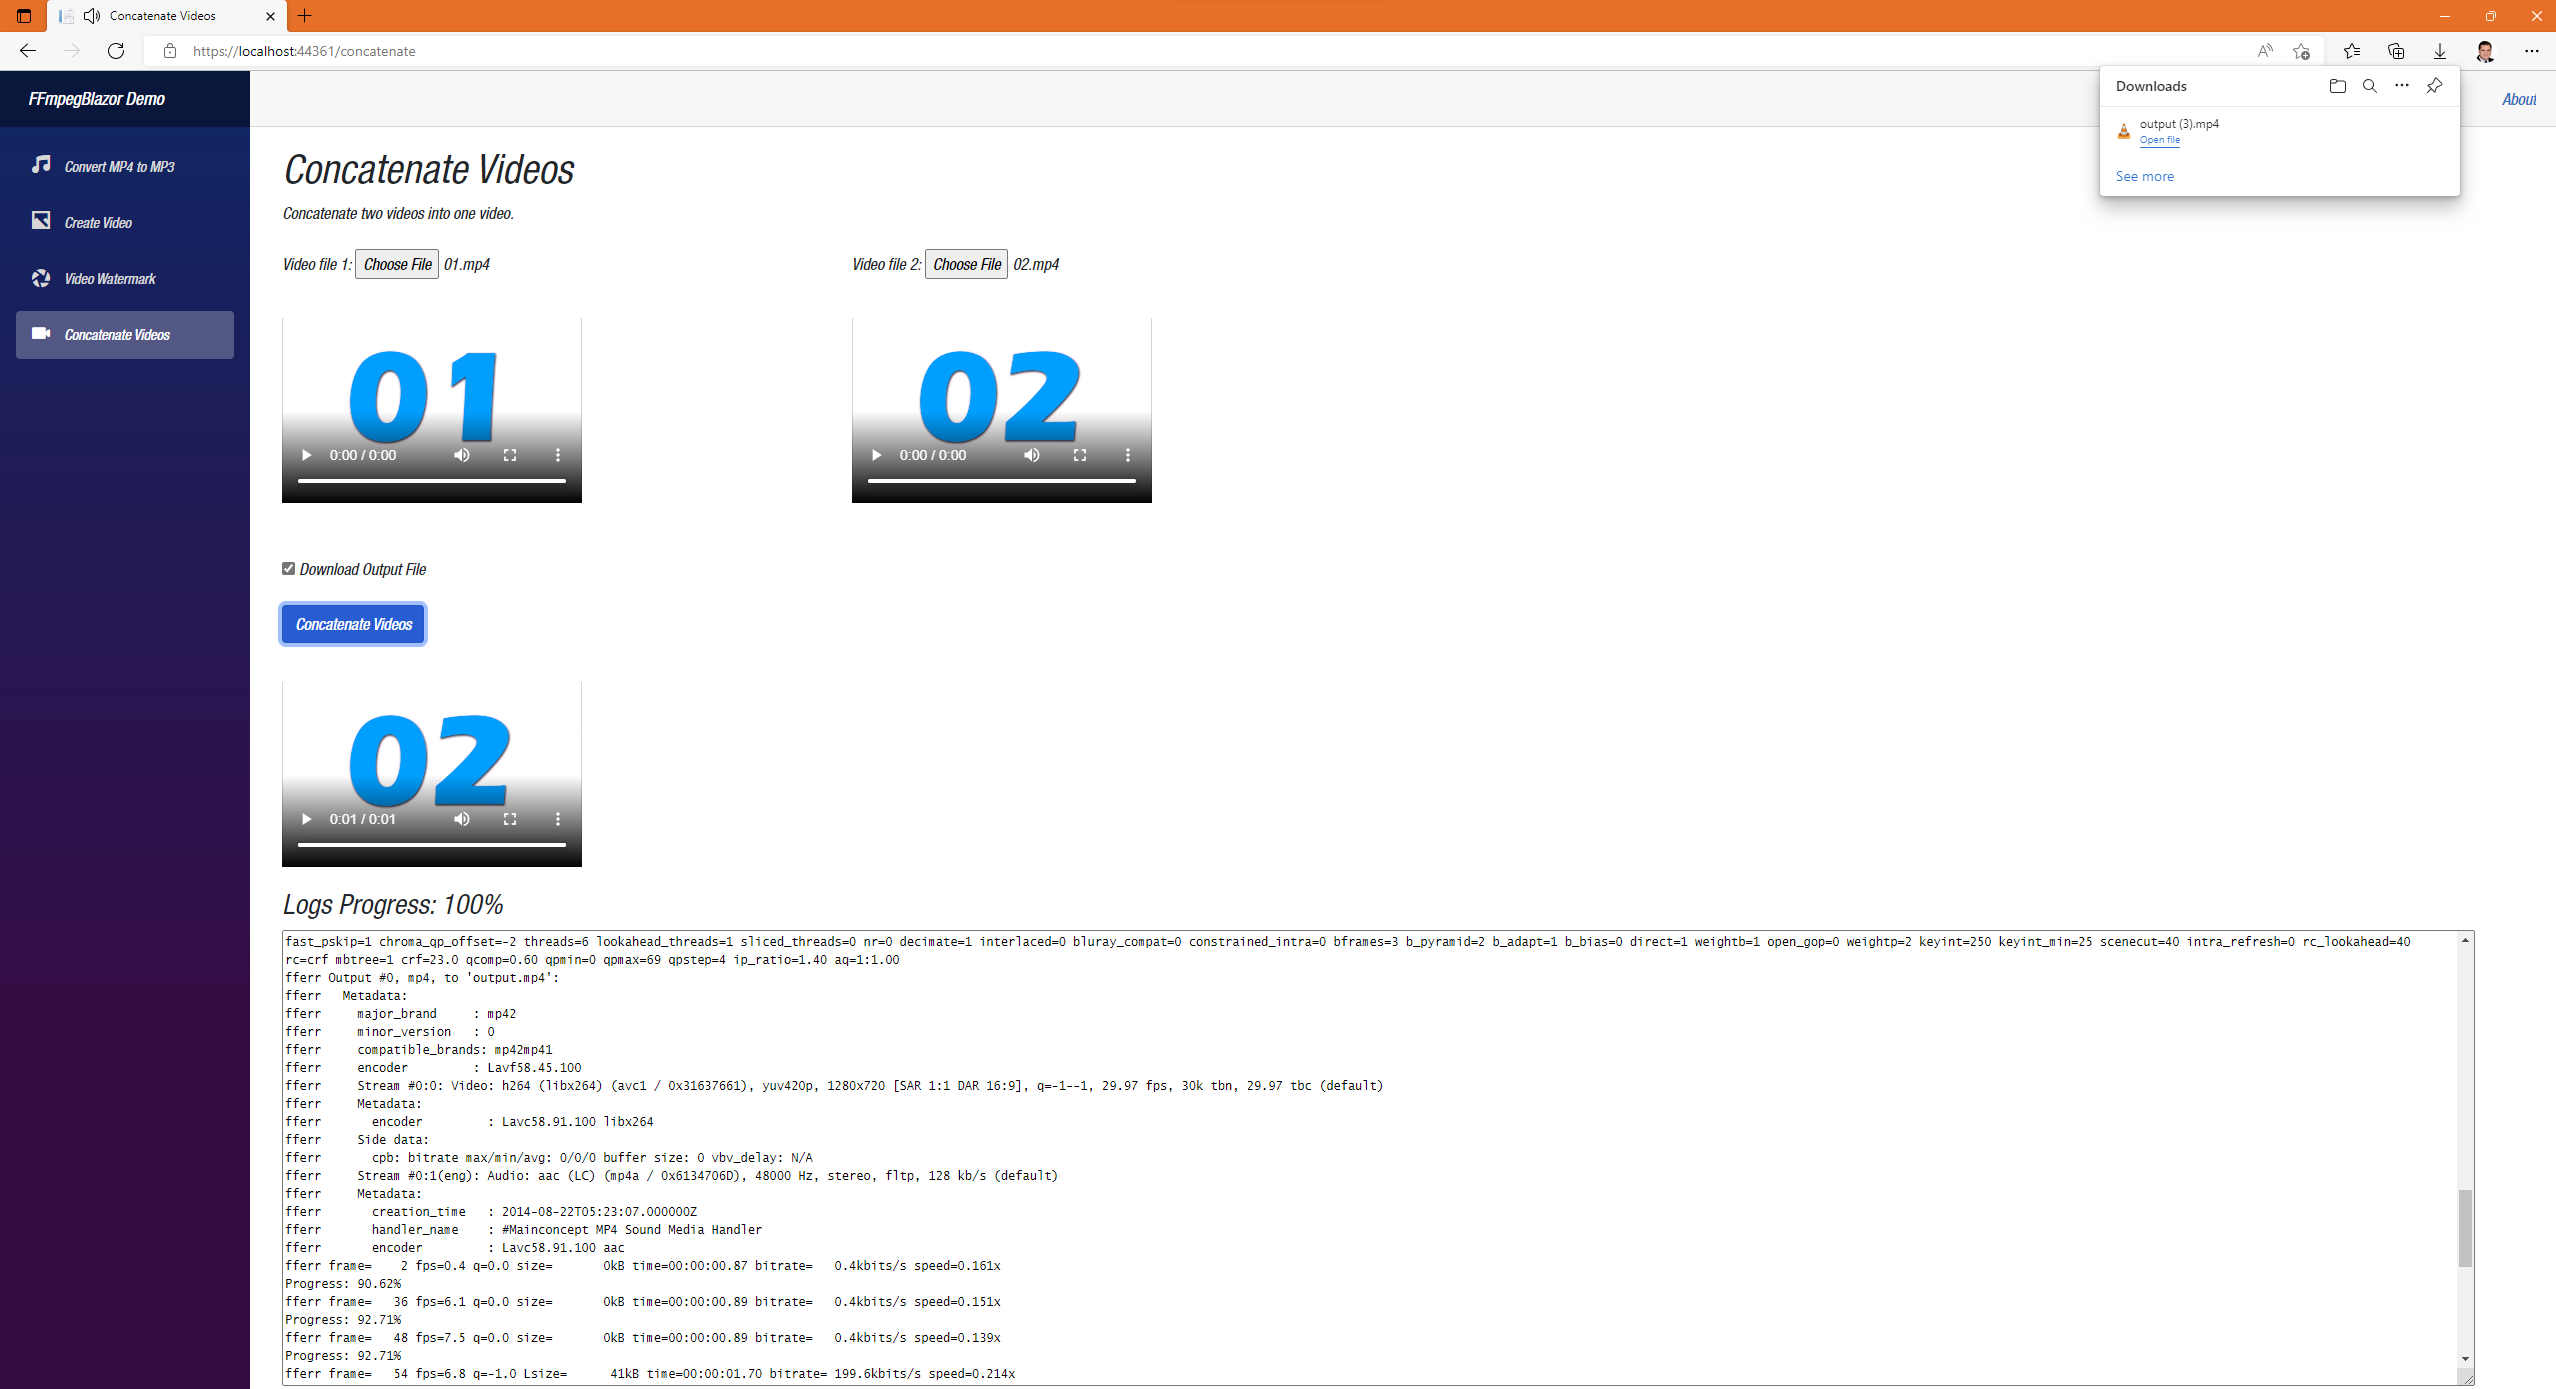 Concatenate Videos
https://localhost:44361/concatenate
Downloads
output (3).mp4
Open file
See more
FFmpegBlazor Demo
About
Convert MP4 to MP3
Create Video
Video Watermark
Concatenate Videos
Concatenate Videos
Concatenate two videos into one video.
Video file 1: Choose File 01.mp4
Video file 2: Choose File 02.mp4
01
0:00 / 0:00
02
0:00 / 0:00
Download Output File
Concatenate Videos
02
0:01 / 0:01
Logs Progress: 100%
fast_pskip=1 chroma_qp_offset=-2 threads=6 lookahead_threads=1 sliced_threads=0 nr=0 decimate=1 interlaced=0 bluray_compat=0 constrained_intra=0 bframes=3 b_pyramid=2 b_adapt=1 b_bias=0 direct=1 weightb=1 open_gop=0 weightp=2 keyint=250 keyint_min=25 scenecut=40 intra_refresh=0 rc_lookahead=40
rc=crf mbtree=1 crf=23.0 qcomp=0.60 qpmin=0 qpmax=69 qpstep=4 ip_ratio=1.40 aq=1:1.00
fferr Output #0, mp4, to 'output.mp4':
fferr   Metadata:
fferr     major_brand     : mp42
fferr     minor_version   : 0
fferr     compatible_brands: mp42mp41
fferr     encoder         : Lavf58.45.100
fferr     Stream #0:0: Video: h264 (libx264) (avc1 / 0x31637661), yuv420p, 1280x720 [SAR 1:1 DAR 16:9], q=-1--1, 29.97 fps, 30k tbn, 29.97 tbc (default)
fferr     Metadata:
fferr       encoder         : Lavc58.91.100 libx264
fferr     Side data:
fferr       cpb: bitrate max/min/avg: 0/0/0 buffer size: 0 vbv_delay: N/A
fferr     Stream #0:1(eng): Audio: aac (LC) (mp4a / 0x6134706D), 48000 Hz, stereo, fltp, 128 kb/s (default)
fferr     Metadata:
fferr       creation_time   : 2014-08-22T05:23:07.000000Z
fferr       handler_name    : #Mainconcept MP4 Sound Media Handler
fferr       encoder         : Lavc58.91.100 aac
fferr frame=    2 fps=0.4 q=0.0 size=       0kB time=00:00:00.87 bitrate=   0.4kbits/s speed=0.161x
Progress: 90.62%
fferr frame=   36 fps=6.1 q=0.0 size=       0kB time=00:00:00.89 bitrate=   0.4kbits/s speed=0.151x
Progress: 92.71%
fferr frame=   48 fps=7.5 q=0.0 size=       0kB time=00:00:00.89 bitrate=   0.4kbits/s speed=0.139x
Progress: 92.71%
fferr frame=   54 fps=6.8 q=-1.0 Lsize=      41kB time=00:00:01.70 bitrate= 199.6kbits/s speed=0.214x